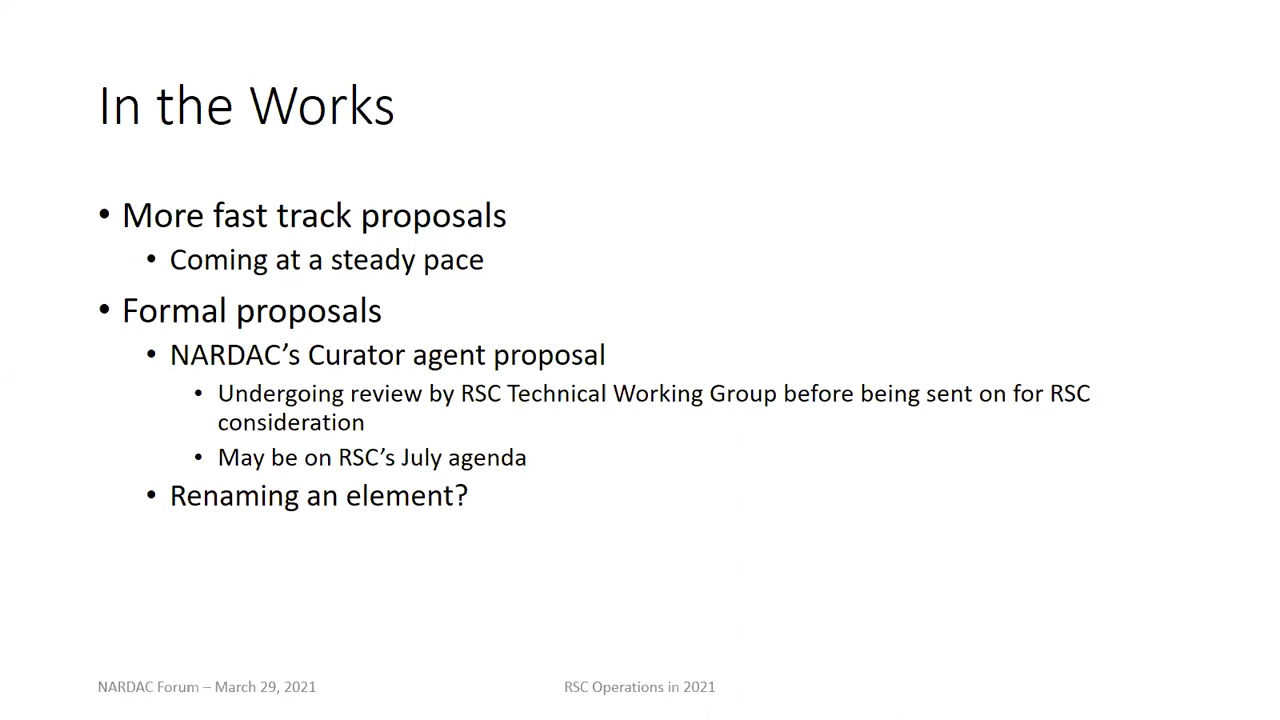 In the Works
• More fast track proposals
• Coming at a steady pace
• Formal proposals
• NARDAC’s Curator agent proposal
• Undergoing review by RSC Technical Working Group before being sent on for RSC
consideration
• May be on RSC’s July agenda
• Renaming an element?
NARDAC Forum – March 29, 2021
RSC Operations in 2021